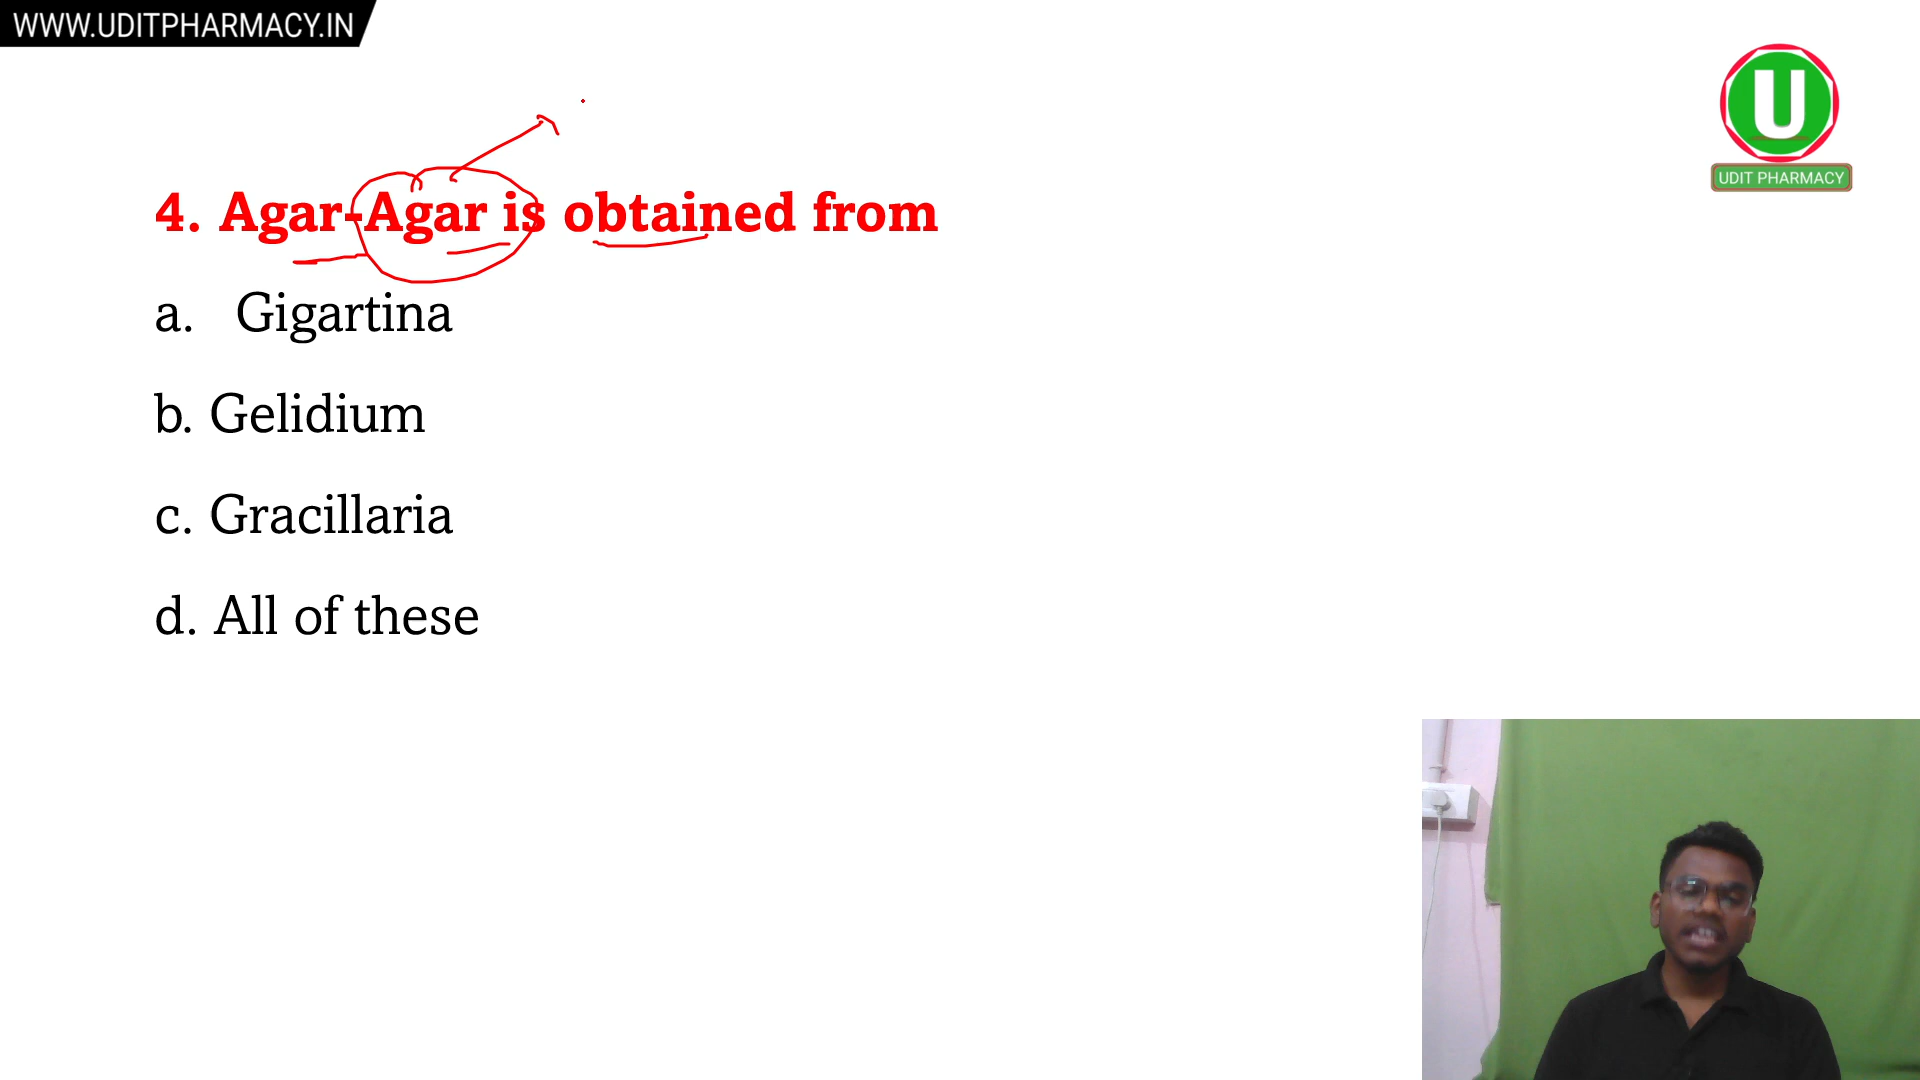 WWW.UDITPHARMACY.IN
U
UDIT PHARMACY
4. Agar-Agar is obtained from
a. Gigartina
b. Gelidium
c. Gracillaria
d. All of these